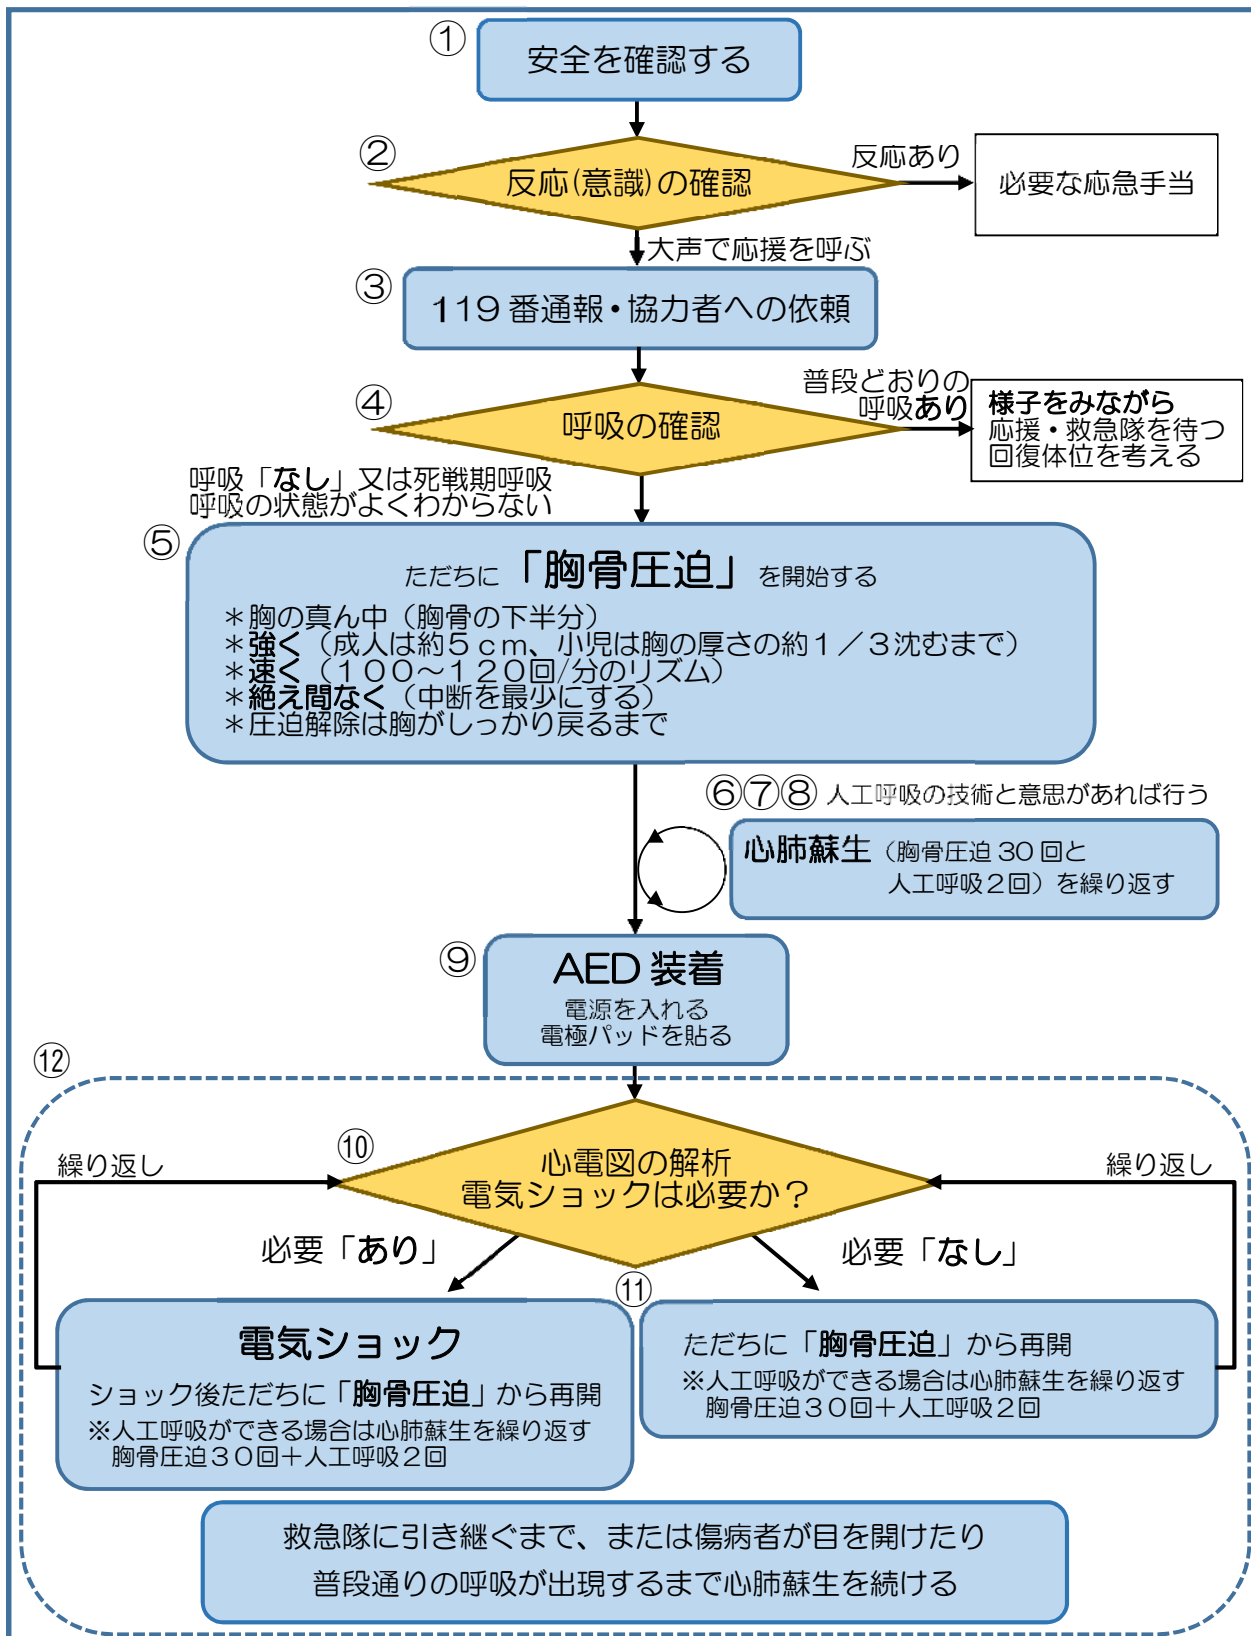 ①
安全を確認する
②
反応(意識)の確認
反応あり
必要な応急手当
大声で応援を呼ぶ
③
119番通報・協力者への依頼
④
呼吸の確認
普段どおりの
呼吸あり
様子をみながら
応援・救急隊を待つ
回復体位を考える
呼吸「なし」又は死戦期呼吸
呼吸の状態がよくわからない
⑤
ただちに「胸骨圧迫」を開始する
＊胸の真ん中（胸骨の下半分）
＊強く（成人は約５ｃｍ、小児は胸の厚さの約１／３沈むまで）
＊速く（１００～１２０回/分のリズム）
＊絶え間なく（中断を最少にする）
＊圧迫解除は胸がしっかり戻るまで
⑥⑦⑧ 人工呼吸の技術と意思があれば行う
心肺蘇生（胸骨圧迫30回と
人工呼吸２回）を繰り返す
⑨
AED装着
電源を入れる
電極パッドを貼る
⑫
⑩
心電図の解析
電気ショックは必要か？
繰り返し
繰り返し
必要「あり」
必要「なし」
⑪
電気ショック
ショック後ただちに「胸骨圧迫」から再開
※人工呼吸ができる場合は心肺蘇生を繰り返す
胸骨圧迫３０回＋人工呼吸２回
ただちに「胸骨圧迫」から再開
※人工呼吸ができる場合は心肺蘇生を繰り返す
胸骨圧迫３０回＋人工呼吸２回
救急隊に引き継ぐまで、または傷病者が目を開けたり
普段通りの呼吸が出現するまで心肺蘇生を続ける